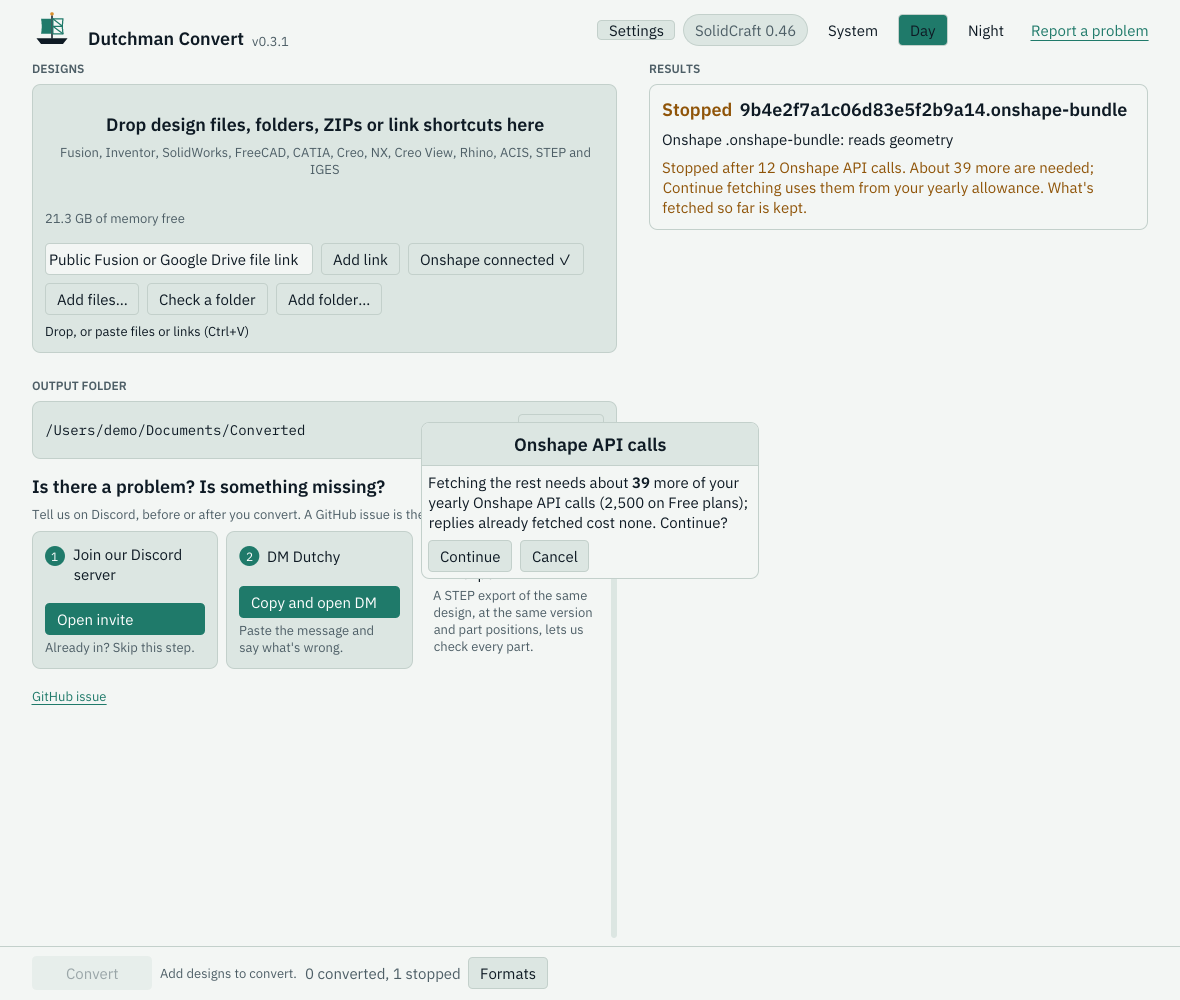 Dutchman Convert v0.3.1
Settings
SolidCraft 0.46
System
Day
Night
Report a problem
DESIGNS
Drop design files, folders, ZIPs or link shortcuts here
Fusion, Inventor, SolidWorks, FreeCAD, CATIA, Creo, NX, Creo View, Rhino, ACIS, STEP and
IGES
21.3 GB of memory free
Public Fusion or Google Drive file link
Add link
Onshape connected ✓
Add files...
Check a folder
Add folder...
Drop, or paste files or links (Ctrl+V)
OUTPUT FOLDER
/Users/demo/Documents/Converted
Is there a problem? Is something missing?
Tell us on Discord, before or after you convert. A GitHub issue is the
1 Join our Discord
server
Open invite
Already in? Skip this step.
2 DM Dutchy
Copy and open DM
Paste the message and
say what's wrong.
A STEP export of the same
design, at the same version
and part positions, lets us
check every part.
GitHub issue
RESULTS
Stopped 9b4e2f7a1c06d83e5f2b9a14.onshape-bundle
Onshape .onshape-bundle: reads geometry
Stopped after 12 Onshape API calls. About 39 more are needed;
Continue fetching uses them from your yearly allowance. What's
fetched so far is kept.
Onshape API calls
Fetching the rest needs about 39 more of your
yearly Onshape API calls (2,500 on Free plans);
replies already fetched cost none. Continue?
Continue
Cancel
Convert
Add designs to convert.
0 converted, 1 stopped
Formats